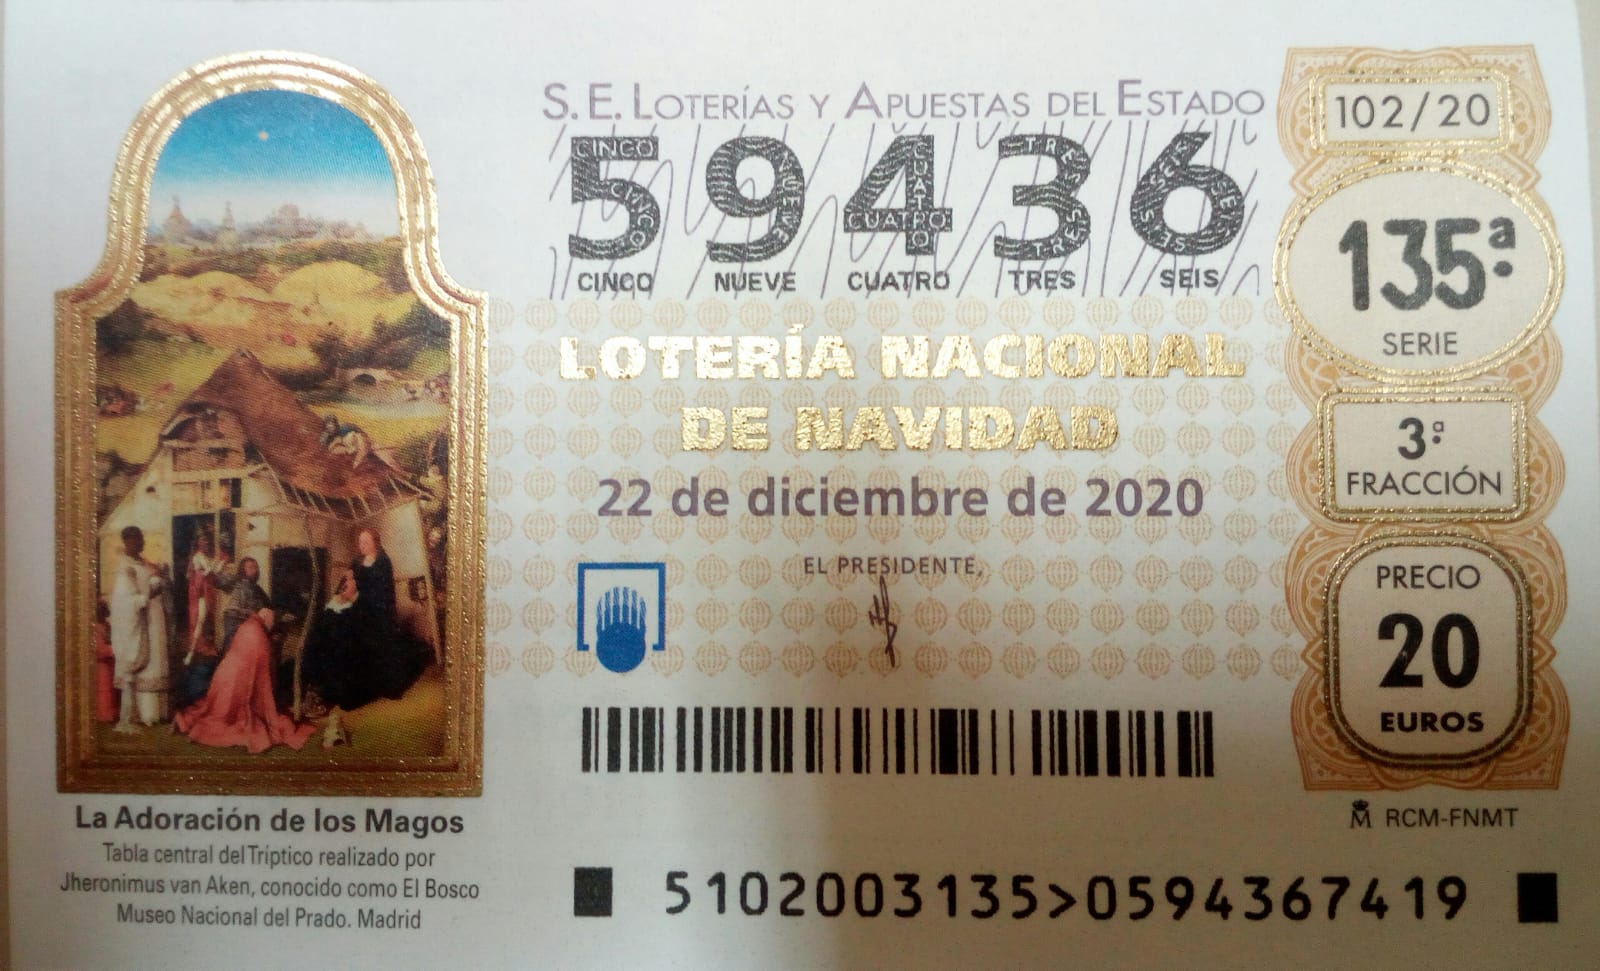 S.E. LOTERÍAS Y APUESTAS DEL ESTADO
59436
CINCO NUEVE CUATRO TRES SEIS
LOTERÍA NACIONAL
DE NAVIDAD
22 de diciembre de 2020
EL PRESIDENTE,
102/20
135ª
SERIE
3ª
FRACCIÓN
PRECIO
20
EUROS
RCM-FNMT
La Adoración de los Magos
Tabla central del Tríptico realizado por
Jheronimus van Aken, conocido como El Bosco
Museo Nacional del Prado. Madrid
5102003135>0594367419